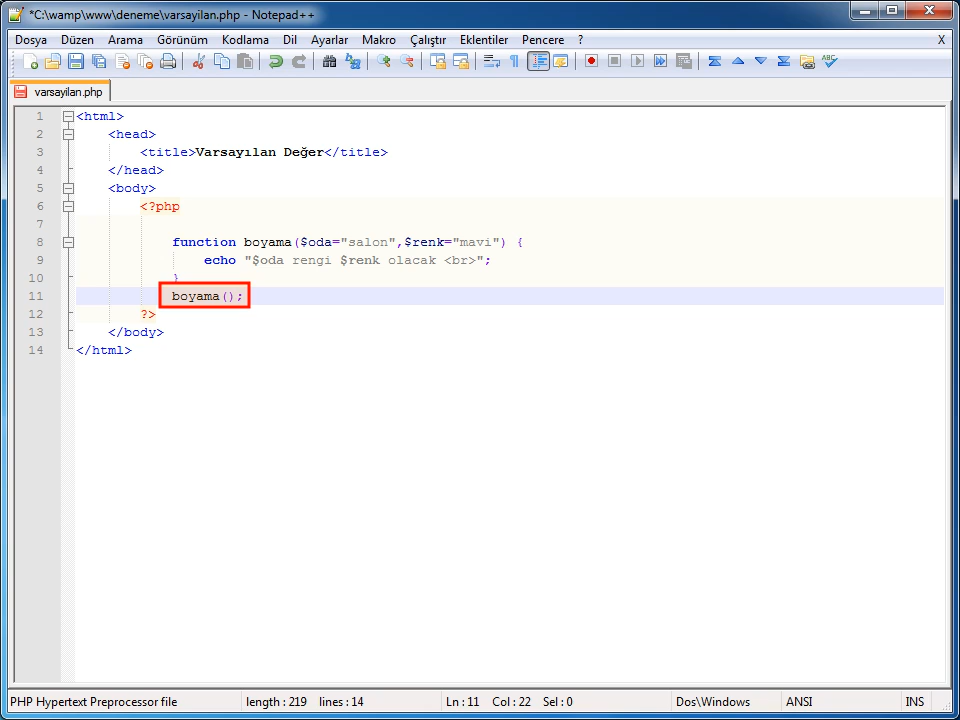 *C:\wamp\www\deneme\varsayilan.php - Notepad++
Dosya Düzen Arama Görünüm Kodlama Dil Ayarlar Makro Çalıştır Eklentiler Pencere ? X
varsayilan.php
1 <html>
2 <head>
3 <title>Varsayılan Değer</title>
4 </head>
5 <body>
6 <?php
7
8 function boyama($oda="salon",$renk="mavi") {
9 echo "$oda rengi $renk olacak <br>";
10 }
11 boyama();
12 ?>
13 </body>
14 </html>
PHP Hypertext Preprocessor file length : 219 lines : 14 Ln : 11 Col : 22 Sel : 0 Dos\Windows ANSI INS